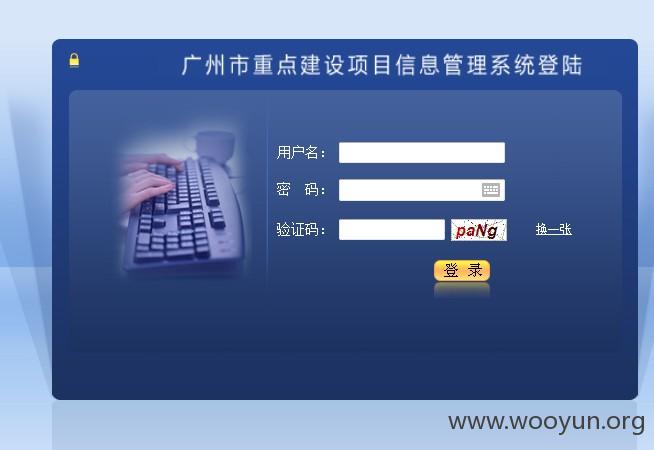 广州市重点建设项目信息管理系统登陆
用户名：
密 码：
验证码： paNg 换一张
登 录
www.wooyun.org